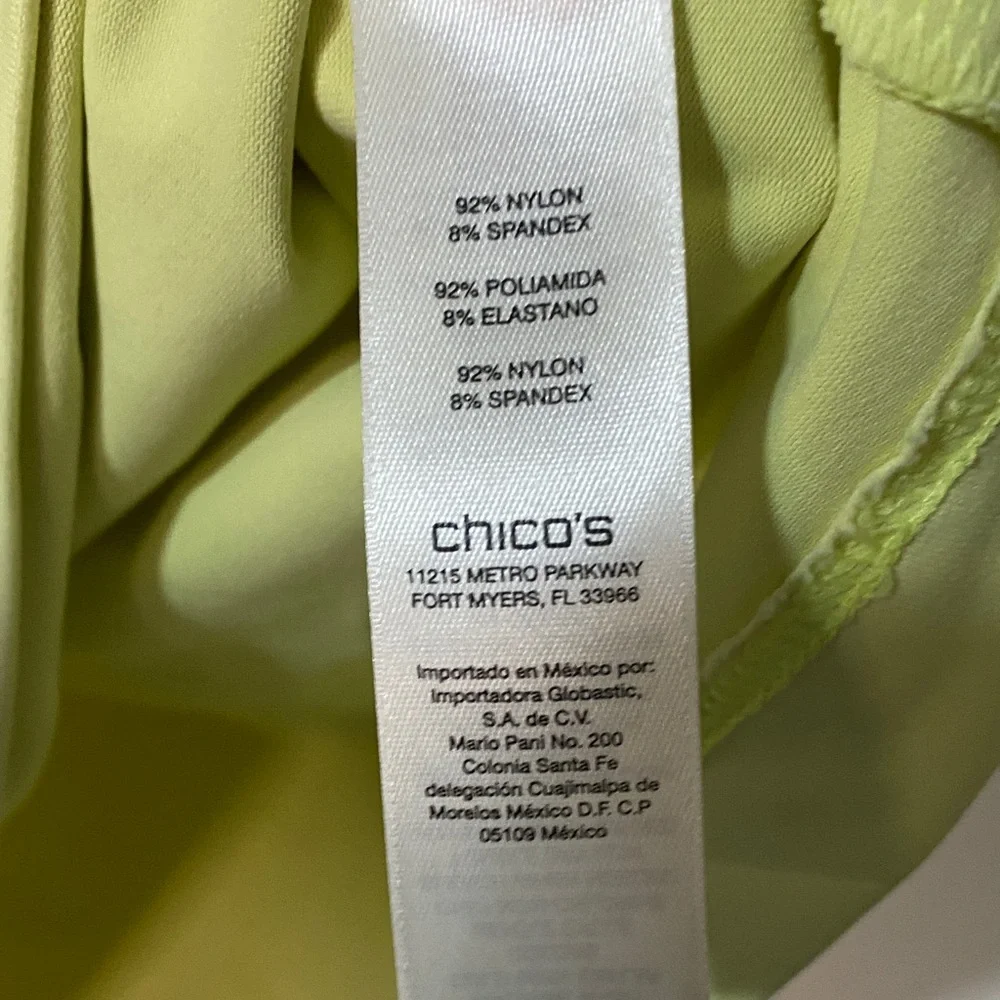 92% NYLON
8% SPANDEX
92% POLIAMIDA
8% ELASTANO
92% NYLON
8% SPANDEX
chico's
11215 METRO PARKWAY
FORT MYERS, FL 33966
Importado en México por:
Importadora Globastic,
S.A. de C.V.
Mario Pani No. 200
Colonia Santa Fe
delegación Cuajimalpa de
Morelos México D.F. C.P
05109 México